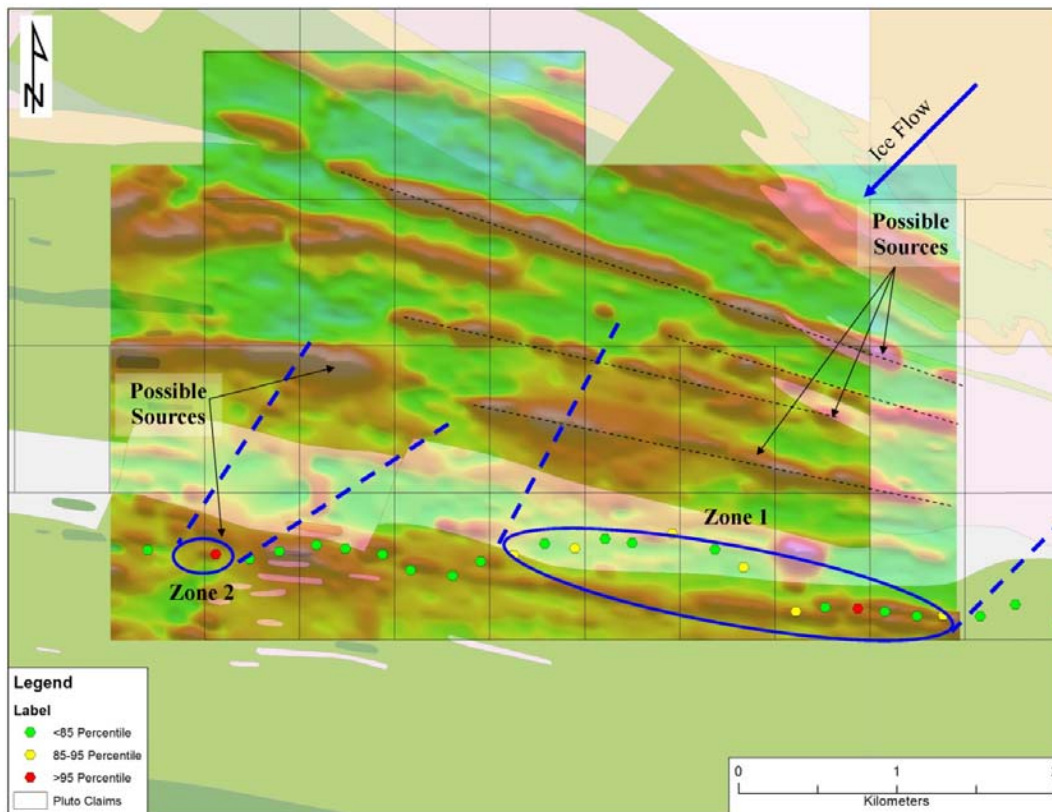 N
Ice Flow
Possible
Sources
Possible
Sources
Zone 1
Zone 2
Legend
Label
<85 Percentile
85-95 Percentile
>95 Percentile
Pluto Claims
0 1 2
Kilometers